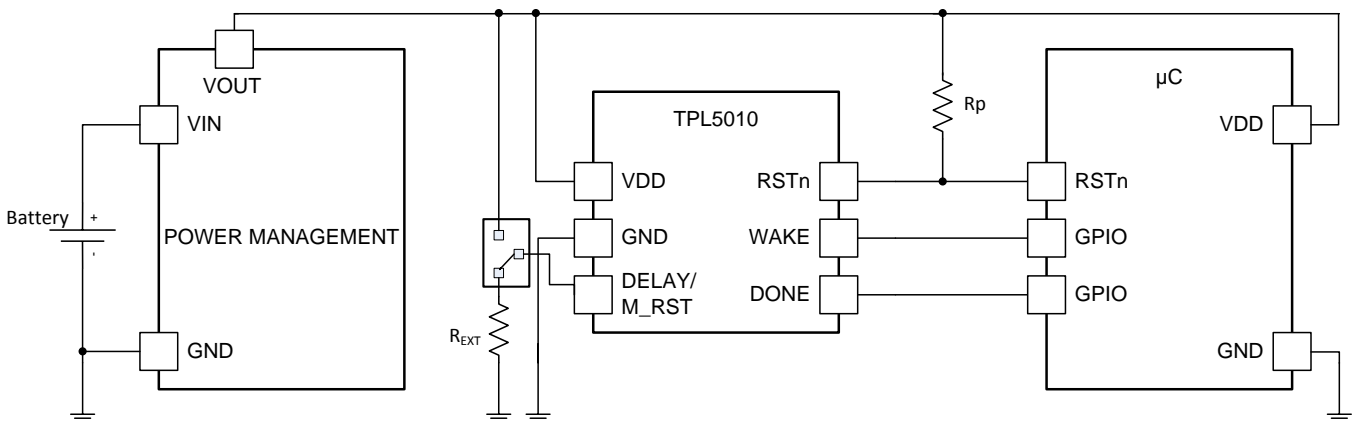 VOUT
VIN
Battery
+
-
POWER MANAGEMENT
GND
REXT
TPL5010
VDD
GND
DELAY/
M_RST
RSTn
WAKE
DONE
Rp
µC
VDD
RSTn
GPIO
GPIO
GND